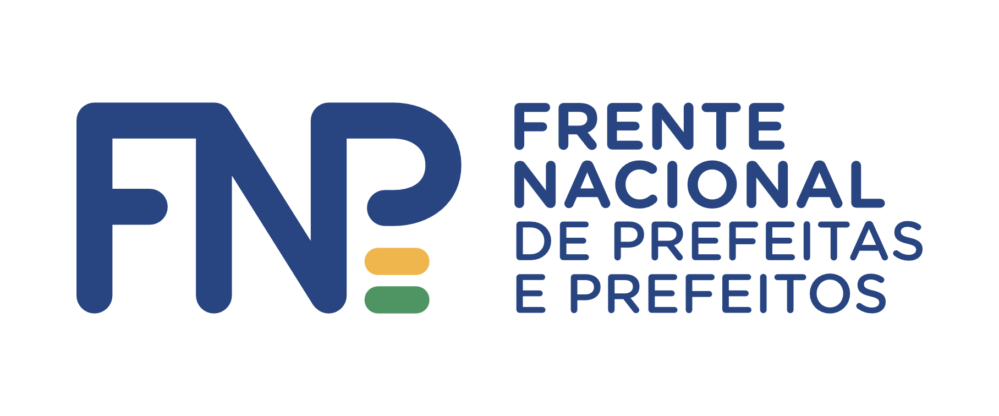 FNP
FRENTE
NACIONAL
DE PREFEITAS
E PREFEITOS